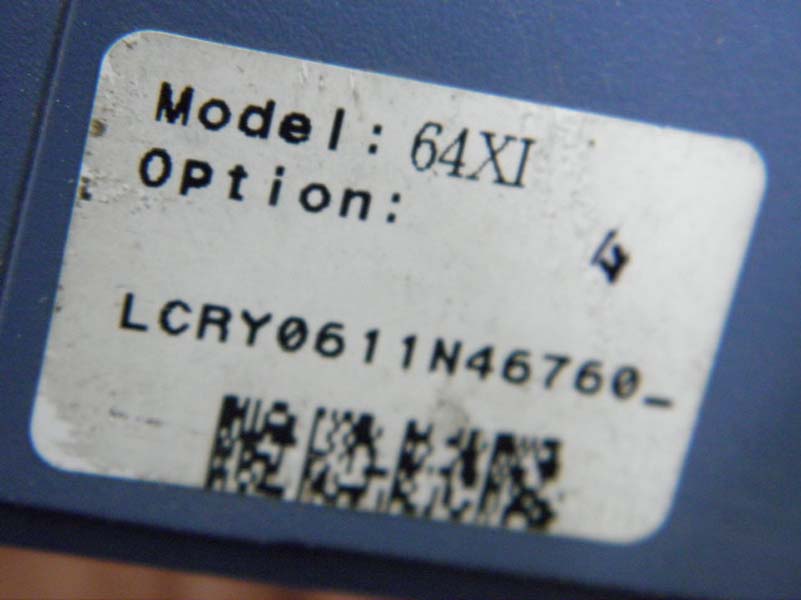 Model: 64XI
Option:
LCRY0611N46760_